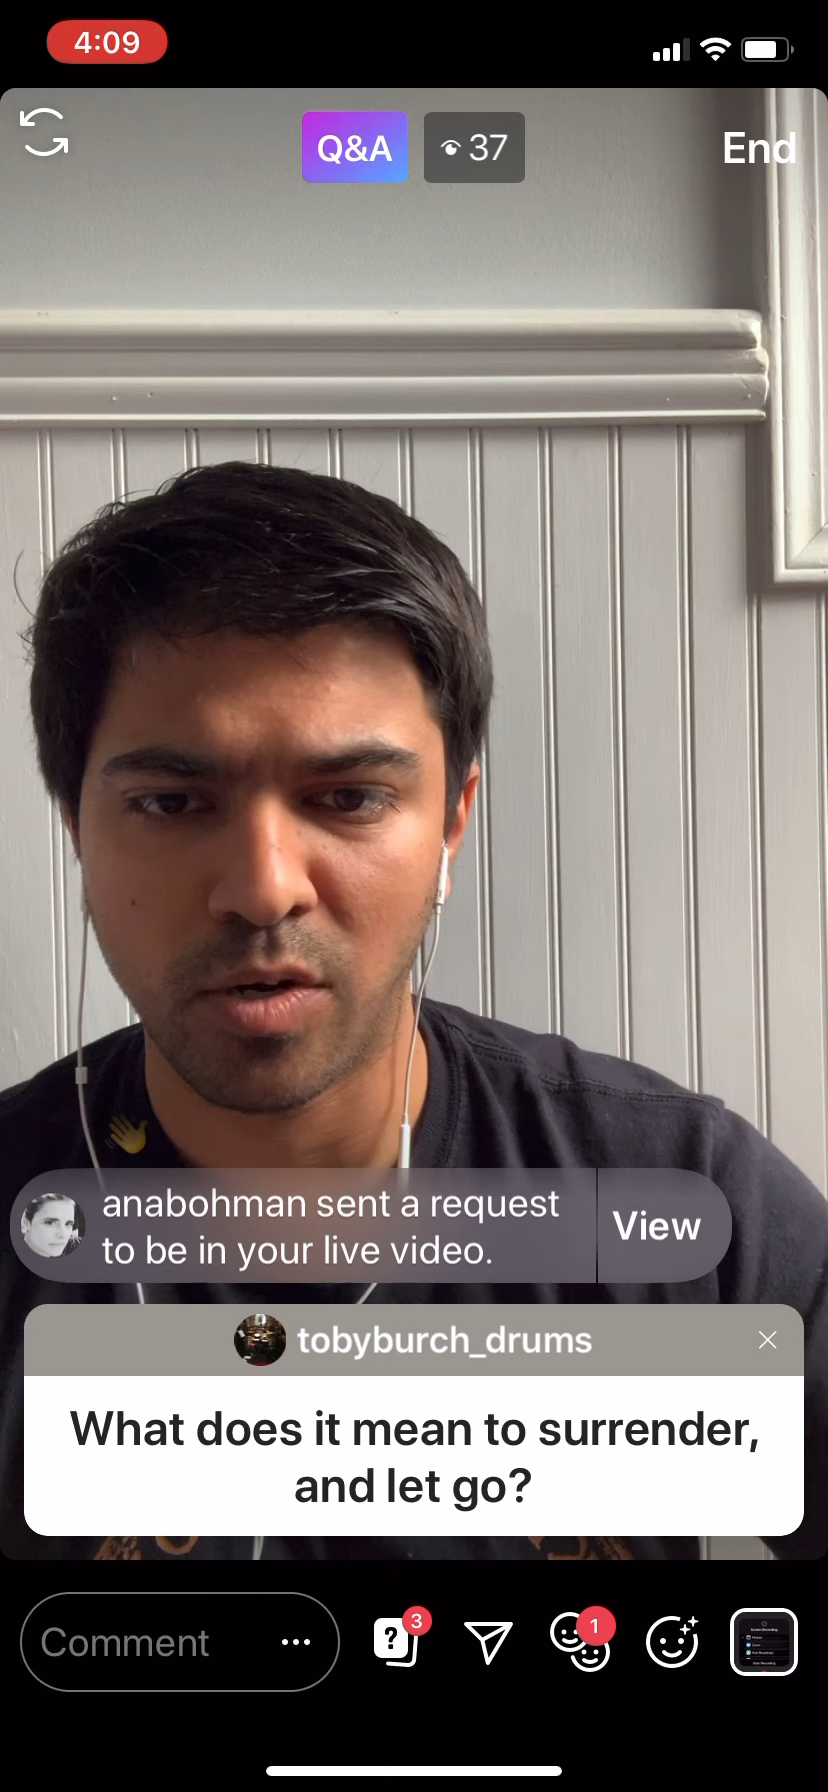 4:09
Q&A
37
End
anabohman sent a request
to be in your live video.
View
tobyburch_drums
What does it mean to surrender,
and let go?
Comment
3
1